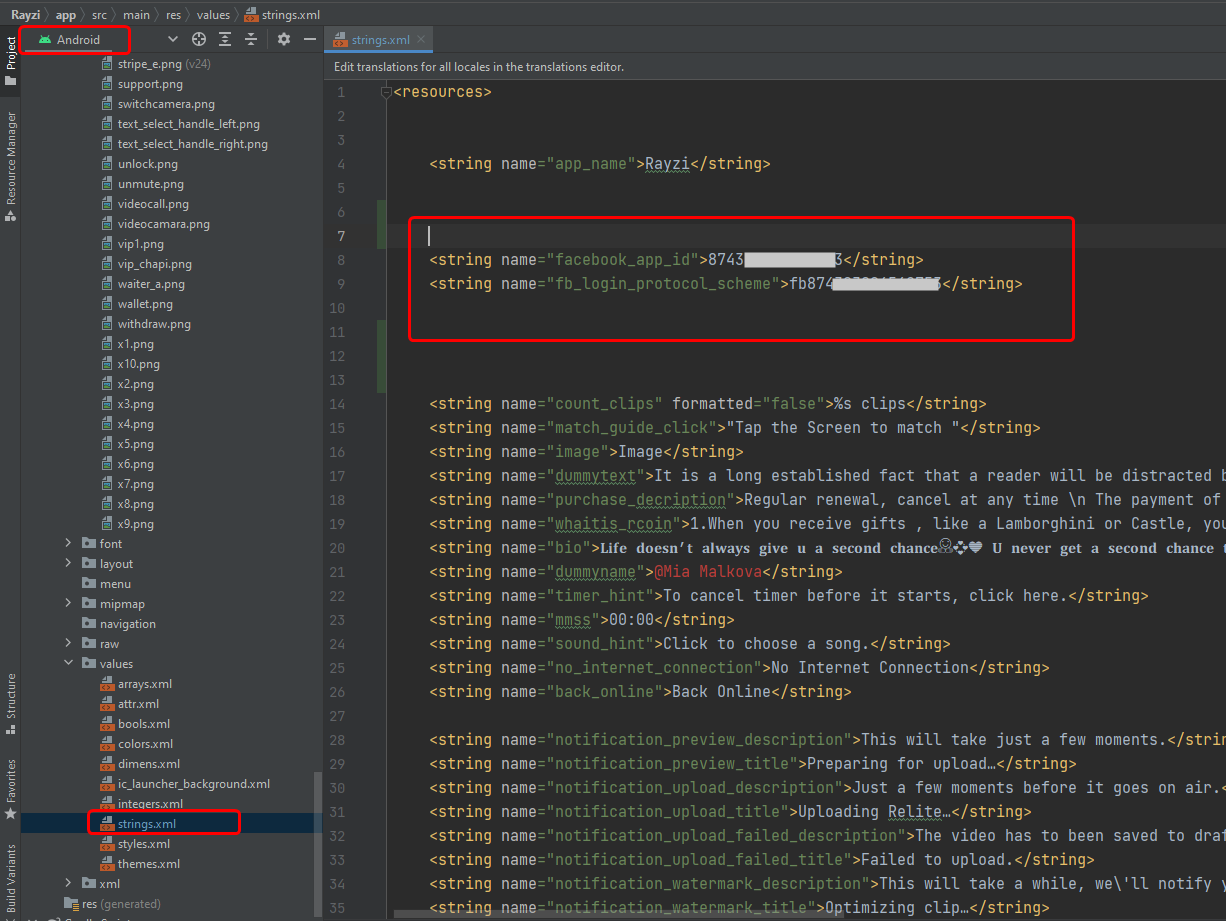 Rayzi
app
src
main
res
values
strings.xml
Android
strings.xml
Edit translations for all locales in the translations editor.
Project
Resource Manager
Structure
Favorites
Build Variants
stripe_e.png (v24)
support.png
switchcamera.png
text_select_handle_left.png
text_select_handle_right.png
unlock.png
unmute.png
videocall.png
videocamara.png
vip1.png
vip_chapi.png
waiter_a.png
wallet.png
withdraw.png
x1.png
x10.png
x2.png
x3.png
x4.png
x5.png
x6.png
x7.png
x8.png
x9.png
font
layout
menu
mipmap
navigation
raw
values
arrays.xml
attr.xml
bools.xml
colors.xml
dimens.xml
ic_launcher_background.xml
integers.xml
strings.xml
styles.xml
themes.xml
xml
res (generated)
1 <resources>
2
3
4 <string name="app_name">Rayzi</string>
5
6
7
8 <string name="facebook_app_id">8743 3</string>
9 <string name="fb_login_protocol_scheme">fb874 </string>
10
11
12
13
14 <string name="count_clips" formatted="false">%s clips</string>
15 <string name="match_guide_click">"Tap the Screen to match "</string>
16 <string name="image">Image</string>
17 <string name="dummytext">It is a long established fact that a reader will be distracted b
18 <string name="purchase_decription">Regular renewal, cancel at any time \n The payment of
19 <string name="whaitis_rcoin">1.When you receive gifts , like a Lamborghini or Castle, you
20 <string name="bio">𝐋𝐢𝐟𝐞 𝐝𝐨𝐞𝐬𝐧’𝐭 𝐚𝐥𝐰𝐚𝐲𝐬 𝐠𝐢𝐯𝐞 𝐮 𝐚 𝐬𝐞𝐜𝐨𝐧𝐝 𝐜𝐡𝐚𝐧𝐜𝐞 𝐔 𝐧𝐞𝐯𝐞𝐫 𝐠𝐞𝐭 𝐚 𝐬𝐞𝐜𝐨𝐧𝐝 𝐜𝐡𝐚𝐧𝐜𝐞 𝐭
21 <string name="dummyname">@Mia Malkova</string>
22 <string name="timer_hint">To cancel timer before it starts, click here.</string>
23 <string name="mmss">00:00</string>
24 <string name="sound_hint">Click to choose a song.</string>
25 <string name="no_internet_connection">No Internet Connection</string>
26 <string name="back_online">Back Online</string>
27
28 <string name="notification_preview_description">This will take just a few moments.</strin
29 <string name="notification_preview_title">Preparing for upload…</string>
30 <string name="notification_upload_description">Just a few moments before it goes on air.<
31 <string name="notification_upload_title">Uploading Relite…</string>
32 <string name="notification_upload_failed_description">The video has to been saved to draf
33 <string name="notification_upload_failed_title">Failed to upload.</string>
34 <string name="notification_watermark_description">This will take a while, we\'ll notify y
35 <string name="notification_watermark_title">Optimizing clip…</string>